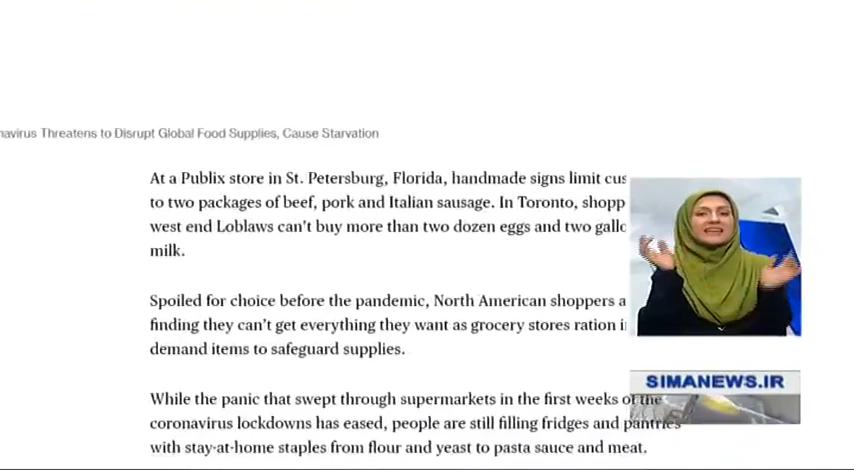 navirus Threatens to Disrupt Global Food Supplies, Cause Starvation
At a Publix store in St. Petersburg, Florida, handmade signs limit cus
to two packages of beef, pork and Italian sausage. In Toronto, shopp
west end Loblaws can't buy more than two dozen eggs and two gallo
milk.
Spoiled for choice before the pandemic, North American shoppers a
finding they can't get everything they want as grocery stores ration i
demand items to safeguard supplies.
While the panic that swept through supermarkets in the first weeks of the
coronavirus lockdowns has eased, people are still filling fridges and pantries
with stay-at-home staples from flour and yeast to pasta sauce and meat.
SIMANEWS.IR